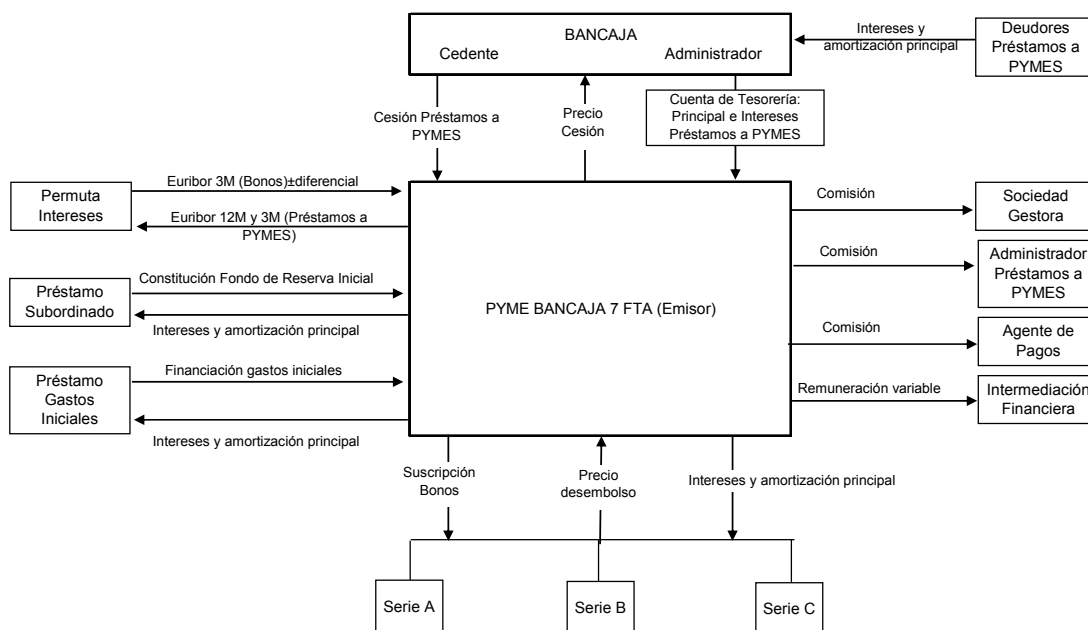 BANCAJA
Cedente
Administrador
Intereses y
amortización principal
Deudores
Préstamos a
PYMES
Cesión Préstamos a
PYMES
Precio
Cesión
Cuenta de Tesorería:
Principal e Intereses
Préstamos a PYMES
Permuta
Intereses
Euribor 3M (Bonos)±diferencial
Euribor 12M y 3M (Préstamos a
PYMES)
Préstamo
Subordinado
Constitución Fondo de Reserva Inicial
Intereses y amortización principal
Préstamo
Gastos
Iniciales
Financiación gastos iniciales
Intereses y amortización principal
PYME BANCAJA 7 FTA (Emisor)
Comisión
Sociedad
Gestora
Comisión
Administrador
Préstamos a
PYMES
Comisión
Agente de
Pagos
Remuneración variable
Intermediación
Financiera
Suscripción
Bonos
Precio
desembolso
Intereses y amortización principal
Serie A
Serie B
Serie C